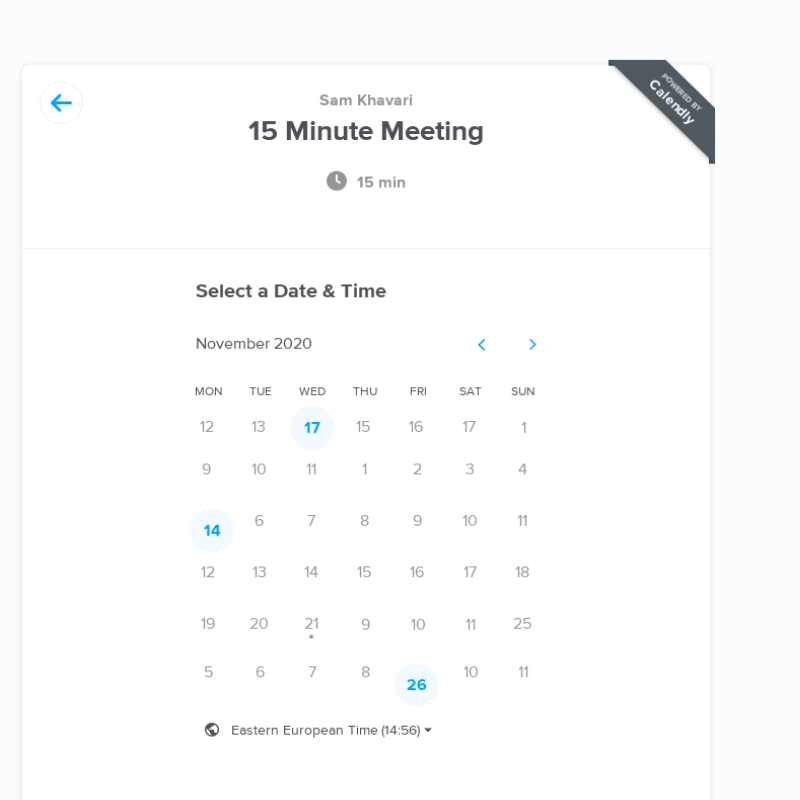 POWERED BY
Calendly
Sam Khavari
15 Minute Meeting
15 min
Select a Date & Time
November 2020
MON TUE WED THU FRI SAT SUN
12 13 17 15 16 17 1
9 10 11 1 2 3 4
14 6 7 8 9 10 11
12 13 14 15 16 17 18
19 20 21 9 10 11 25
5 6 7 8 26 10 11
Eastern European Time (14:56)